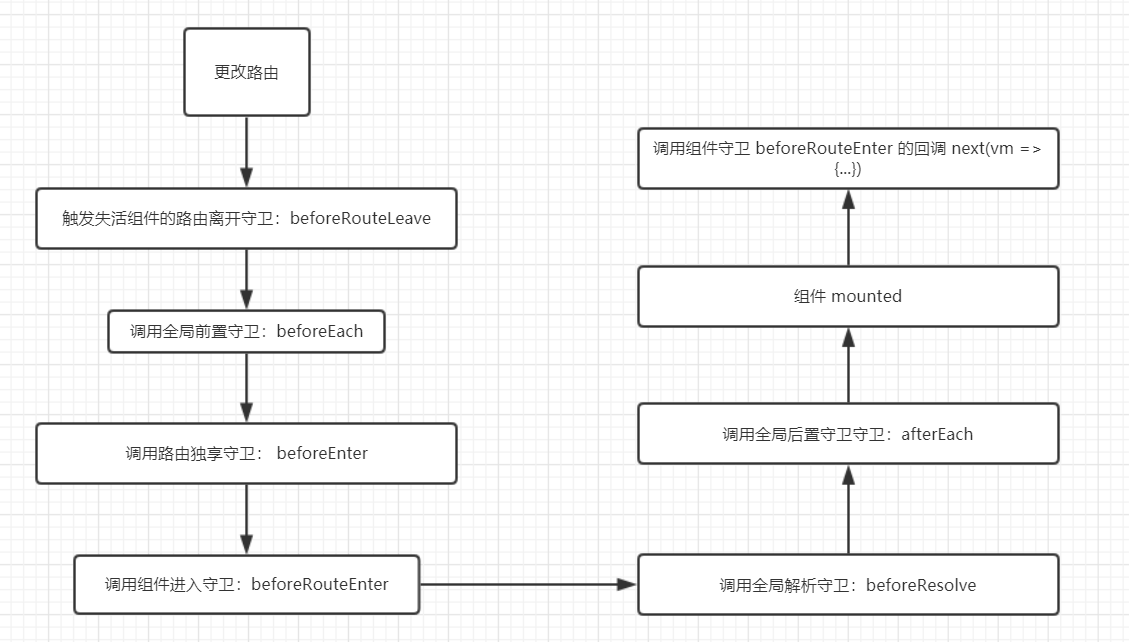 更改路由
触发失活组件的路由离开守卫：beforeRouteLeave
调用全局前置守卫：beforeEach
调用路由独享守卫： beforeEnter
调用组件进入守卫：beforeRouteEnter
调用全局解析守卫：beforeResolve
调用全局后置守卫守卫：afterEach
组件 mounted
调用组件守卫 beforeRouteEnter 的回调 next(vm =>
{...})